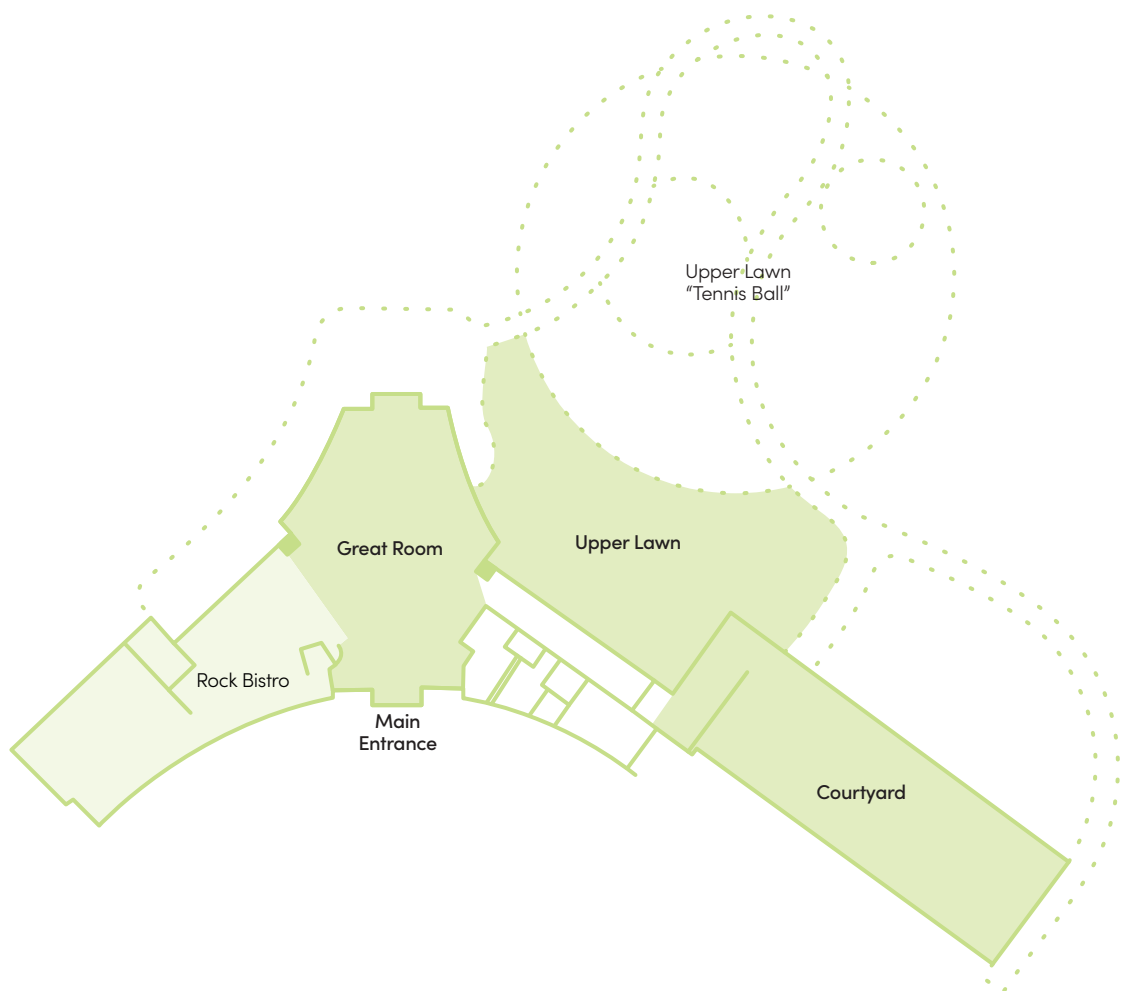 Upper Lawn
“Tennis Ball”
Great Room
Upper Lawn
Rock Bistro
Main
Entrance
Courtyard